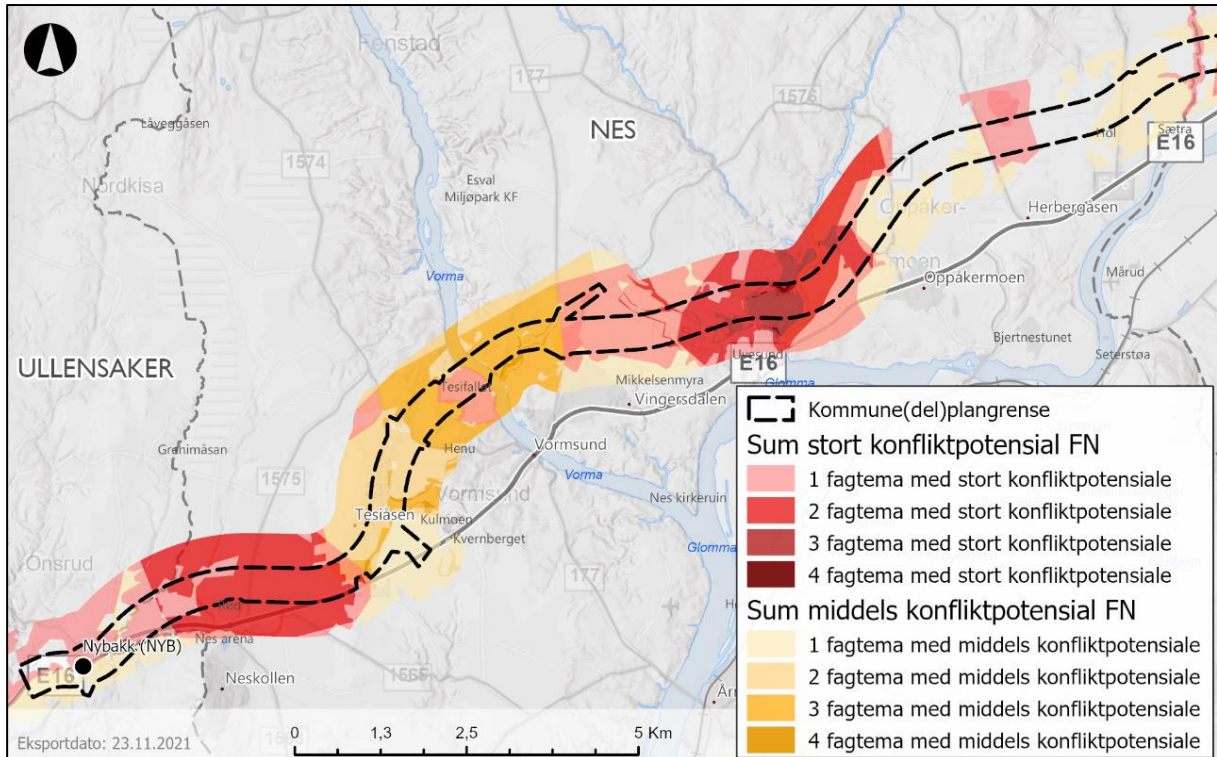 Fenstad
177
1576
NES
Låveggåsen
1574
Esval
Miljøpark KF
Nordkisa
Hol
Sætra
E16
Herbergåsen
Vorma
Oppaker-
moen
Oppåkermoen
Mårud
ULLENSAKER
Bjertnestunet
Seterstøa
Uvesund
E16
Glomma
Tesifallet
Mikkelsenmyra
Vingersdalen
Grenimåsan
Henu
Vormsund
1575
Vorma
Vormsund
Nes kirkeruin
Tesiåsen
Kulmoen
Kvernberget
Glomma
Onsrud
177
Røq
Nes arena
Nybakk (NYB)
E16
Neskollen
1565
Årn
0 1,3 2,5 5 Km
Eksportdato: 23.11.2021
Kommune(del)plangrense
Sum stort konfliktpotensial FN
1 fagtema med stort konfliktpotensiale
2 fagtema med stort konfliktpotensiale
3 fagtema med stort konfliktpotensiale
4 fagtema med stort konfliktpotensiale
Sum middels konfliktpotensial FN
1 fagtema med middels konfliktpotensiale
2 fagtema med middels konfliktpotensiale
3 fagtema med middels konfliktpotensiale
4 fagtema med middels konfliktpotensiale